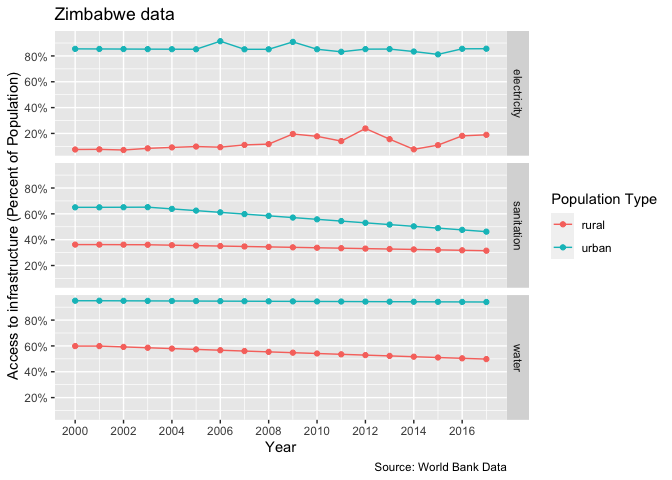 Zimbabwe data
Access to infrastructure (Percent of Population)
80%
60%
40%
20%
electricity
80%
60%
40%
20%
sanitation
80%
60%
40%
20%
water
2000 2002 2004 2006 2008 2010 2012 2014 2016
Year
Population Type
rural
urban
Source: World Bank Data